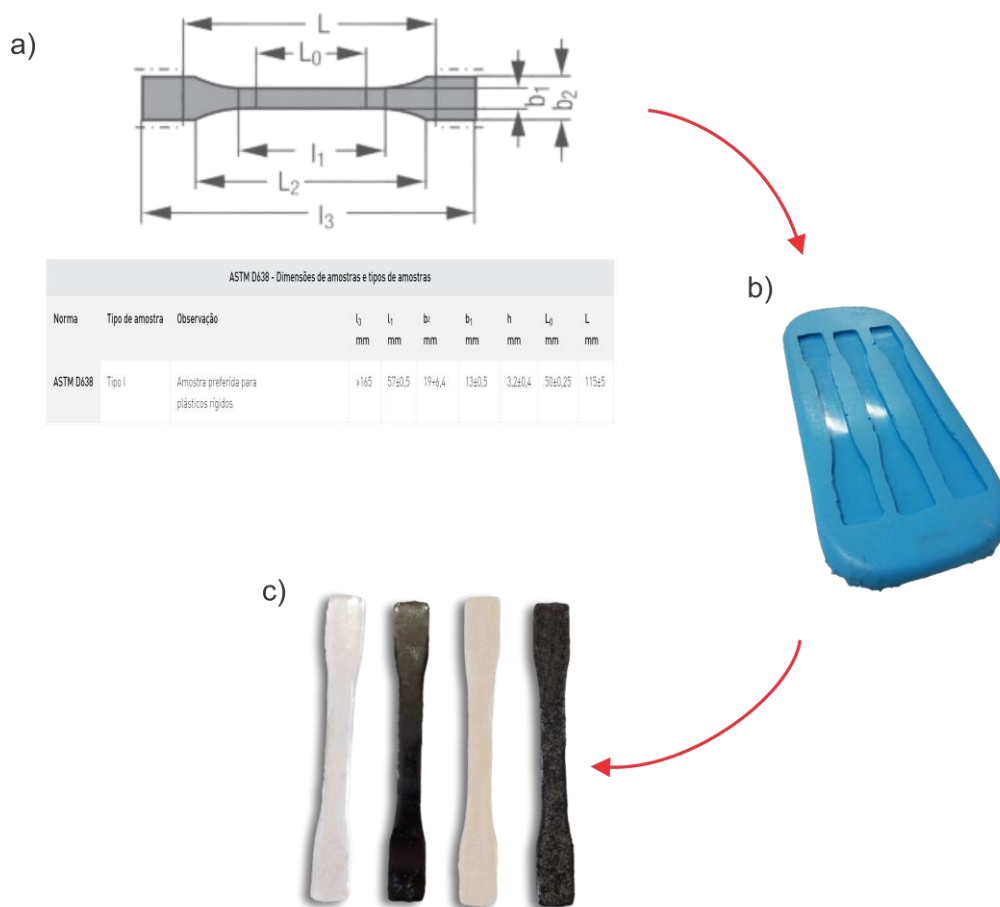 a)
L
L₀
b₁
b₂
l₁
L₂
l₃
ASTM D638 - Dimensões de amostras e tipos de amostras
Norma Tipo de amostra Observação l₃ l₁ b² b₁ h L₀ L
mm mm mm mm mm mm mm
ASTM D638 Tipo I Amostra preferida para ≥165 57±0,5 19+6,4 13±0,5 3,2±0,4 50±0,25 115±5
plásticos rígidos
b)
c)